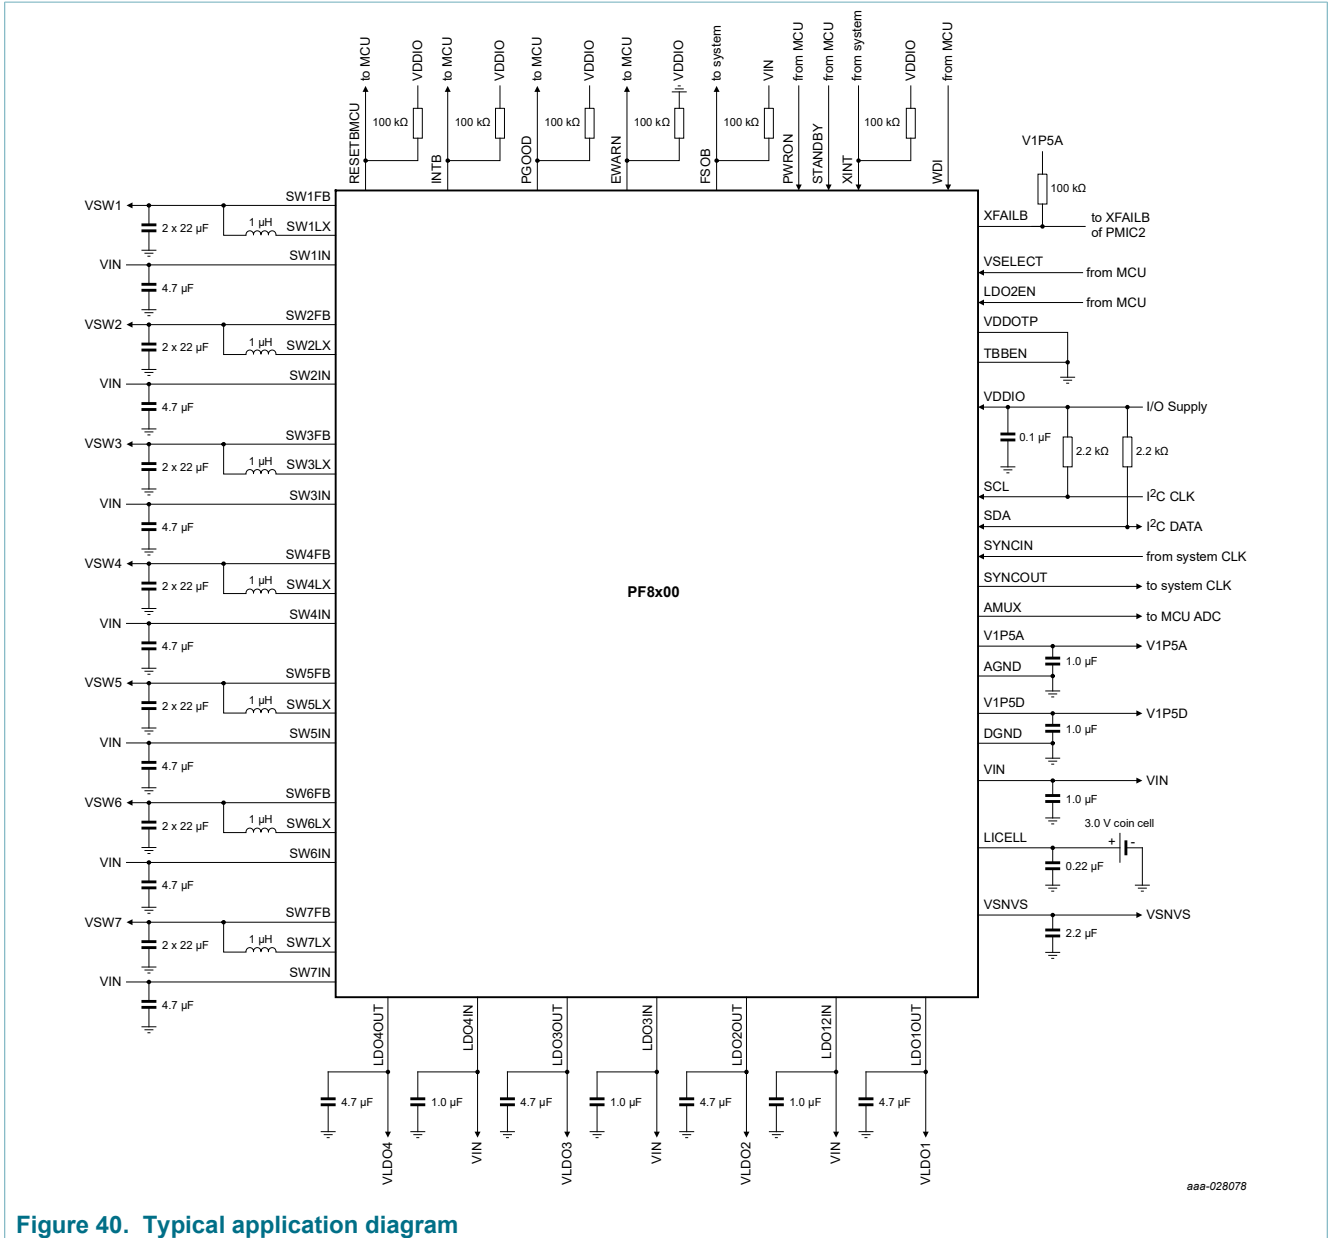 to MCU
VDDIO
to MCU
VDDIO
to MCU
VDDIO
to MCU
VDDIO
to system
VIN
from MCU
from MCU
from system
VDDIO
from MCU
100 kΩ
100 kΩ
100 kΩ
100 kΩ
100 kΩ
100 kΩ
RESETBMCU
INTB
PGOOD
EWARN
FSOB
PWRON
STANDBY
XINT
WDI
VSW1
2 x 22 µF
1 µH
SW1FB
SW1LX
VIN
SW1IN
4.7 µF
VSW2
2 x 22 µF
1 µH
SW2FB
SW2LX
VIN
SW2IN
4.7 µF
VSW3
2 x 22 µF
1 µH
SW3FB
SW3LX
VIN
SW3IN
4.7 µF
VSW4
2 x 22 µF
1 µH
SW4FB
SW4LX
VIN
SW4IN
4.7 µF
VSW5
2 x 22 µF
1 µH
SW5FB
SW5LX
VIN
SW5IN
4.7 µF
VSW6
2 x 22 µF
1 µH
SW6FB
SW6LX
VIN
SW6IN
4.7 µF
VSW7
2 x 22 µF
1 µH
SW7FB
SW7LX
VIN
SW7IN
4.7 µF
PF8x00
V1P5A
100 kΩ
XFAILB
to XFAILB
of PMIC2
VSELECT
from MCU
LDO2EN
from MCU
VDDOTP
TBBEN
VDDIO
I/O Supply
0.1 µF
2.2 kΩ
2.2 kΩ
SCL
I2C CLK
SDA
I2C DATA
SYNCIN
from system CLK
SYNCOUT
to system CLK
AMUX
to MCU ADC
V1P5A
V1P5A
1.0 µF
AGND
V1P5D
V1P5D
1.0 µF
DGND
VIN
VIN
1.0 µF
3.0 V coin cell
LICELL
+
-
0.22 µF
VSNVS
VSNVS
2.2 µF
LDO4OUT
LDO4IN
LDO3OUT
LDO3IN
LDO2OUT
LDO12IN
LDO1OUT
4.7 µF
1.0 µF
4.7 µF
1.0 µF
4.7 µF
1.0 µF
4.7 µF
VLDO4
VIN
VLDO3
VIN
VLDO2
VIN
VLDO1
aaa-028078
Figure 40. Typical application diagram